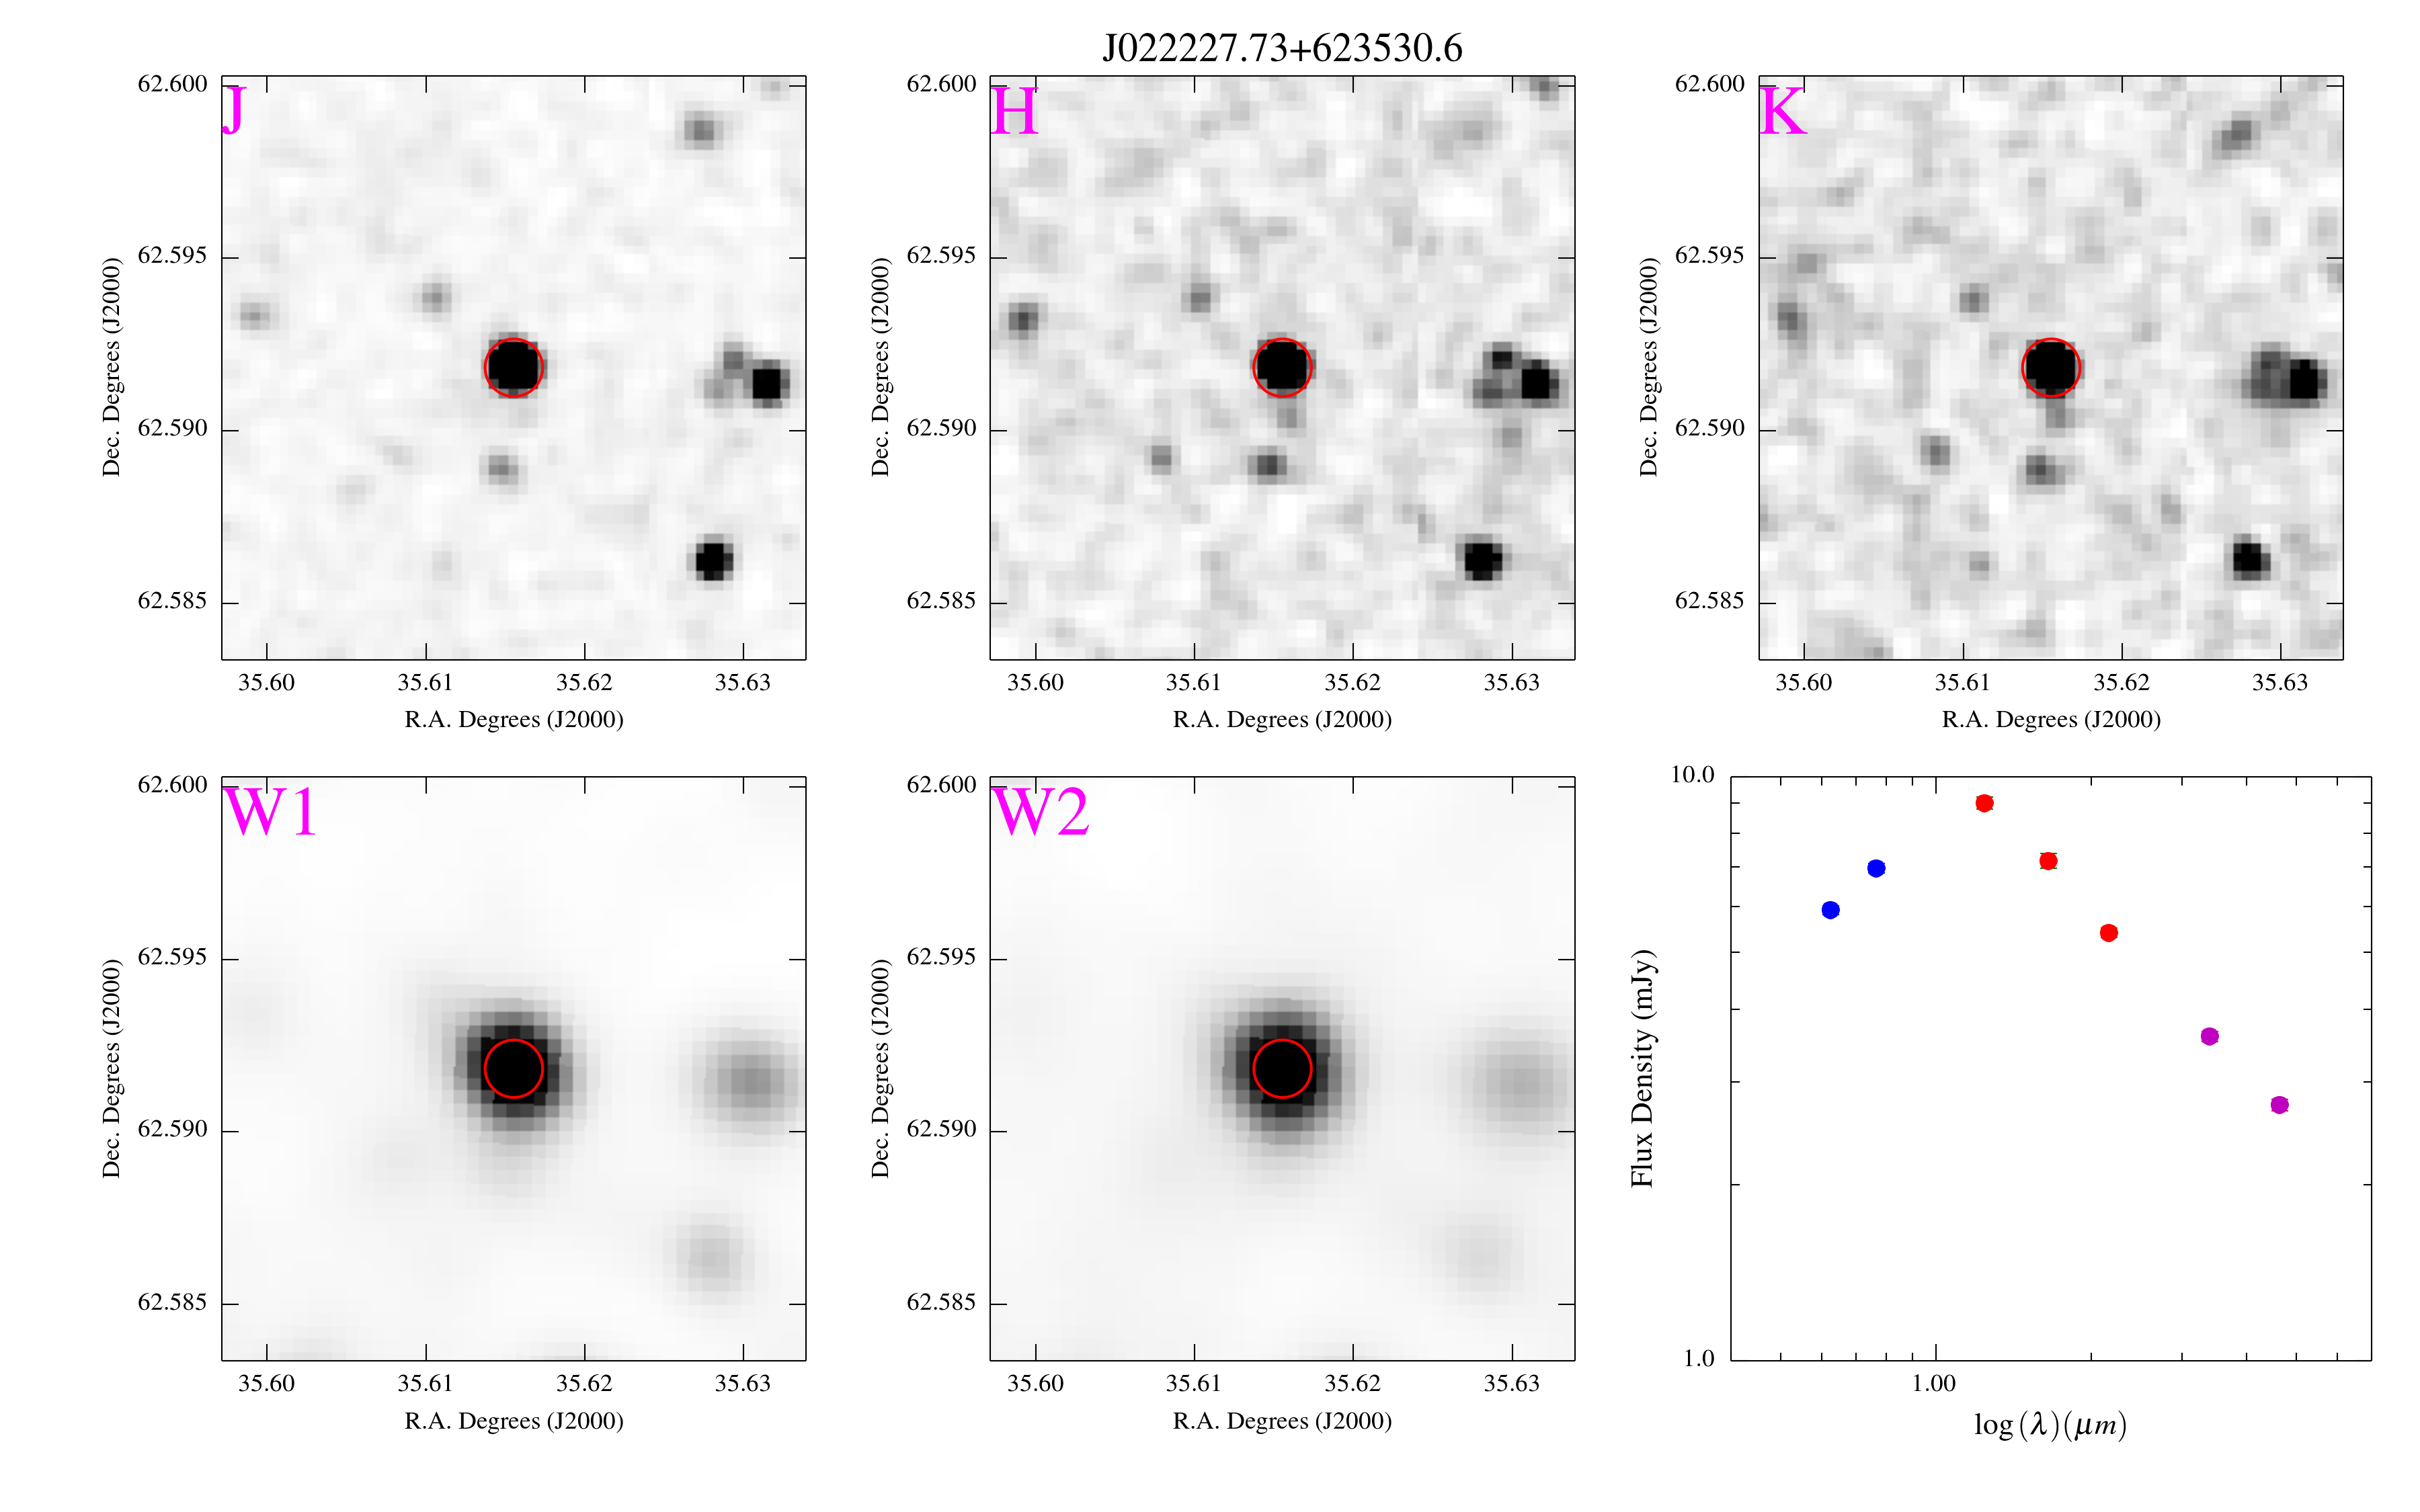 J022227.73+623530.6
J
62.600
62.595
62.590
62.585
Dec. Degrees (J2000)
35.60 35.61 35.62 35.63
R.A. Degrees (J2000)
H
62.600
62.595
62.590
62.585
Dec. Degrees (J2000)
35.60 35.61 35.62 35.63
R.A. Degrees (J2000)
K
62.600
62.595
62.590
62.585
Dec. Degrees (J2000)
35.60 35.61 35.62 35.63
R.A. Degrees (J2000)
W1
62.600
62.595
62.590
62.585
Dec. Degrees (J2000)
35.60 35.61 35.62 35.63
R.A. Degrees (J2000)
W2
62.600
62.595
62.590
62.585
Dec. Degrees (J2000)
35.60 35.61 35.62 35.63
R.A. Degrees (J2000)
10.0
1.0
Flux Density (mJy)
1.00
log(λ)(μm)